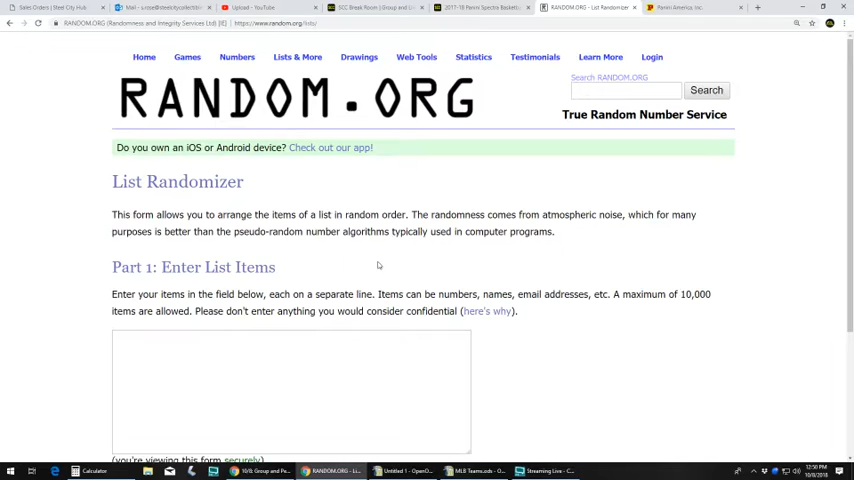 Sales Orders | Steel City Hub
Upload - YouTube
SCC Break Room | Group and Li
2017-18 Panini Spectra Basketb
RANDOM.ORG - List Randomizer
Panini America, Inc.
RANDOM.ORG (Randomness and Integrity Services Ltd) [IE] | https://www.random.org/lists/
Home Games Numbers Lists & More Drawings Web Tools Statistics Testimonials Learn More Login
Search RANDOM.ORG
RANDOM.ORG
Search
True Random Number Service
Do you own an iOS or Android device? Check out our app!
List Randomizer
This form allows you to arrange the items of a list in random order. The randomness comes from atmospheric noise, which for many
purposes is better than the pseudo-random number algorithms typically used in computer programs.
Part 1: Enter List Items
Enter your items in the field below, each on a separate line. Items can be numbers, names, email addresses, etc. A maximum of 10,000
items are allowed. Please don't enter anything you would consider confidential (here's why).
(you're viewing this form securely)
Calculator
10/8: Group and Pe...
RANDOM.ORG - Li...
Untitled 1 - OpenO...
MLB Teams.ods - O...
Streaming Live - C...
12:50 PM
10/8/2018